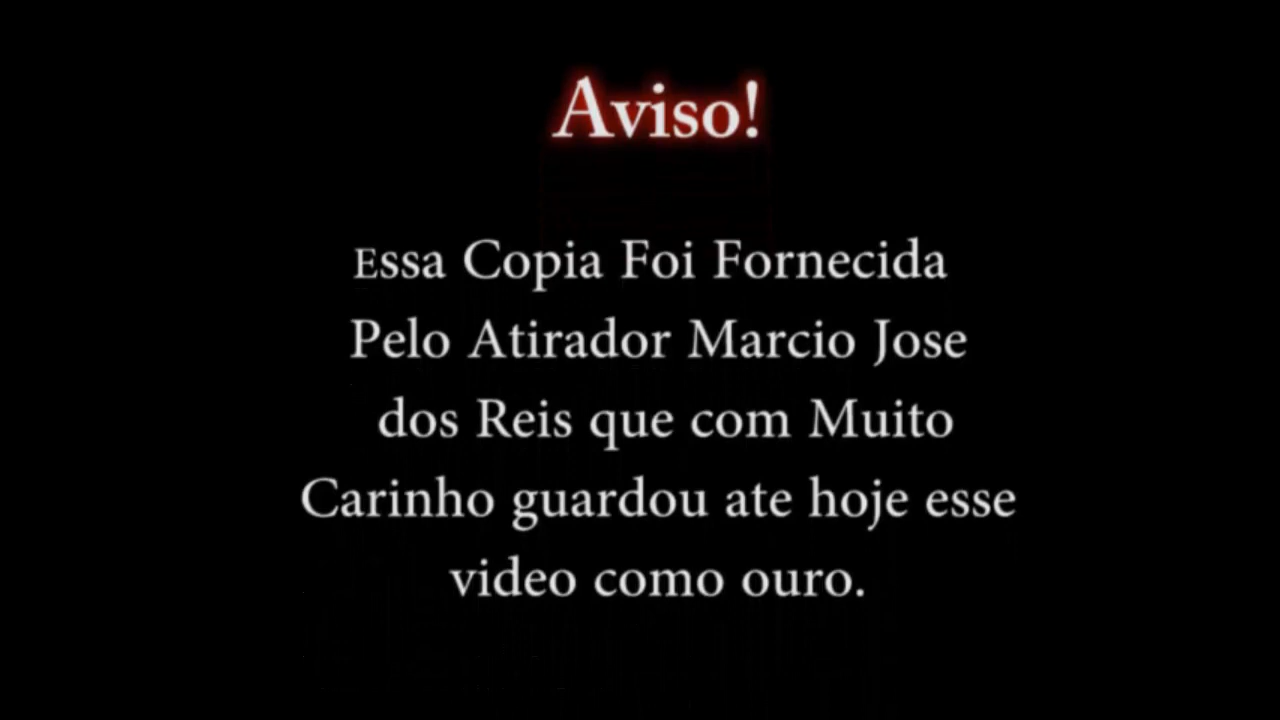 Aviso!
Essa Copia Foi Fornecida
Pelo Atirador Marcio Jose
dos Reis que com Muito
Carinho guardou ate hoje esse
video como ouro.